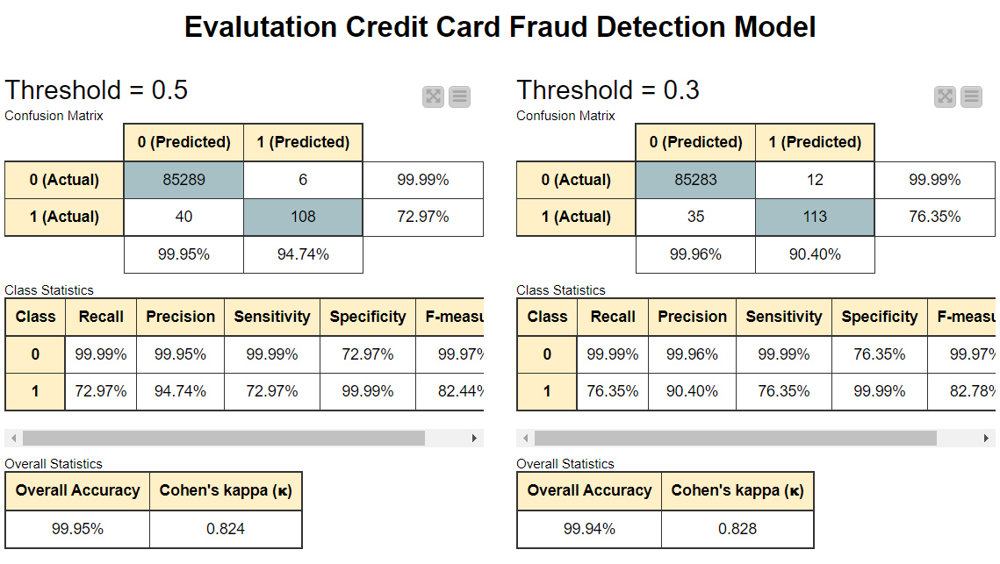 Evalutation Credit Card Fraud Detection Model
Threshold = 0.5
Confusion Matrix
0 (Predicted) 1 (Predicted)
0 (Actual) 85289 6 99.99%
1 (Actual) 40 108 72.97%
99.95% 94.74%
Class Statistics
Class Recall Precision Sensitivity Specificity F-measu
0 99.99% 99.95% 99.99% 72.97% 99.97%
1 72.97% 94.74% 72.97% 99.99% 82.44%
Overall Statistics
Overall Accuracy Cohen's kappa (κ)
99.95% 0.824
Threshold = 0.3
Confusion Matrix
0 (Predicted) 1 (Predicted)
0 (Actual) 85283 12 99.99%
1 (Actual) 35 113 76.35%
99.96% 90.40%
Class Statistics
Class Recall Precision Sensitivity Specificity F-measu
0 99.99% 99.96% 99.99% 76.35% 99.97%
1 76.35% 90.40% 76.35% 99.99% 82.78%
Overall Statistics
Overall Accuracy Cohen's kappa (κ)
99.94% 0.828